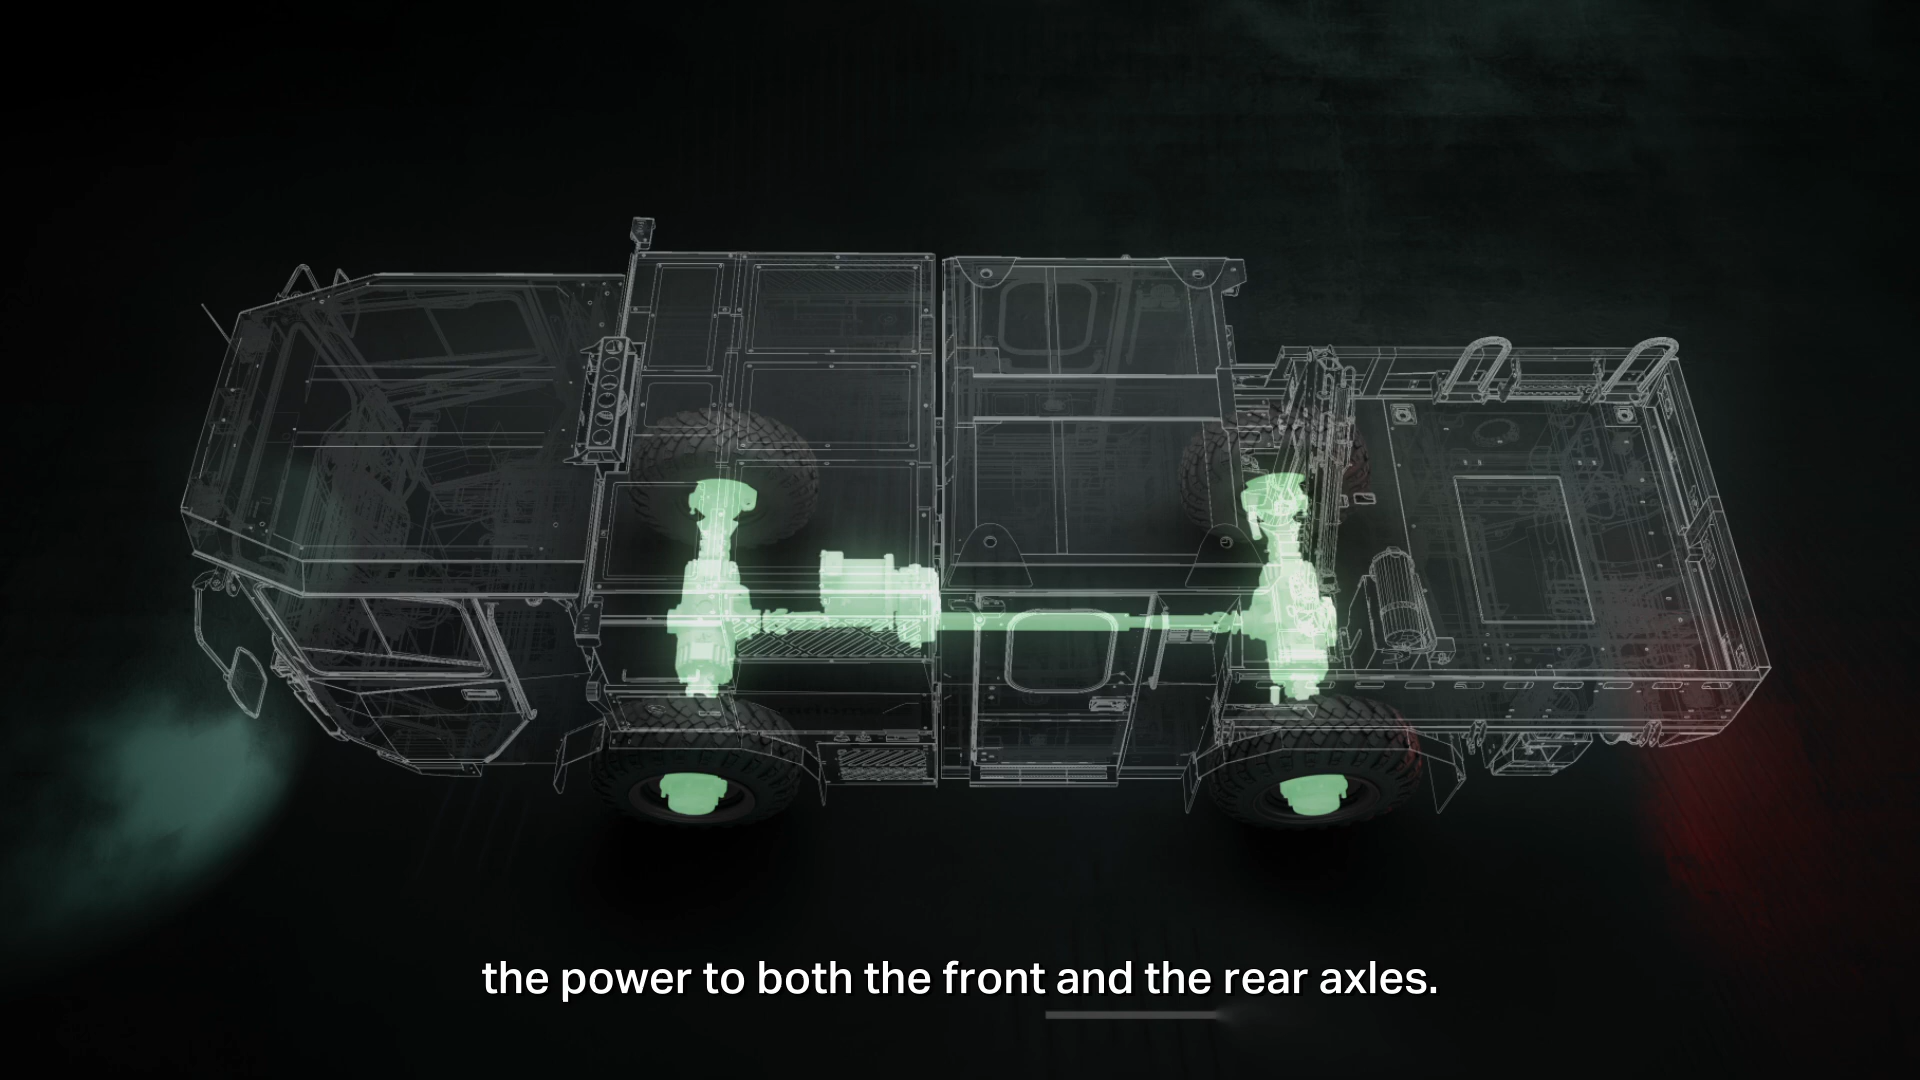 the power to both the front and the rear axles.